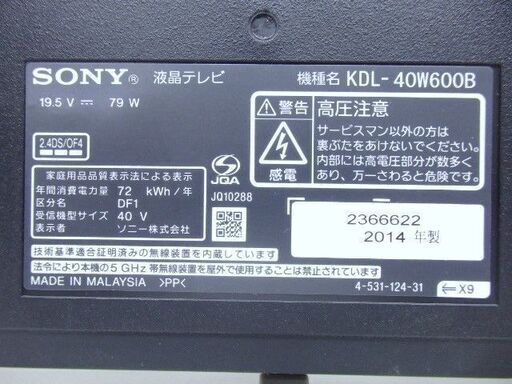 SONY® 液晶テレビ
機種名 KDL-40W600B
19.5 V ⎓ 79 W
2.4DS/OF4
家庭用品品質表示法による表示
年間消費電力量 72 kWh/年
区分名 DF1
受信機型サイズ 40 V
表示者 ソニー株式会社
JQA
JQ10288
警告
感電
高圧注意
サービスマン以外の方は
裏ぶたをあけないでください。
内部には高電圧部分が数多く
あり、万一さわると危険です。
2366622
2014 年製
技術基準適合証明済みの無線装置を内蔵しています。
法令により本機の5 GHz 帯無線装置を屋外で使用することは禁止されています。
MADE IN MALAYSIA >PP<
4-531-124-31
⇐ X9